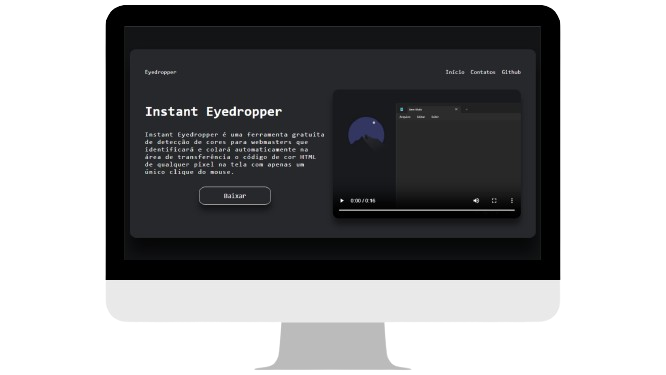 Eyedropper
Início Contatos Github
Instant Eyedropper
Instant Eyedropper é uma ferramenta gratuita
de detecção de cores para webmasters que
identificará e colará automaticamente na
área de transferência o código de cor HTML
de qualquer pixel na tela com apenas um
único clique do mouse.
Baixar
0:00 / 0:16